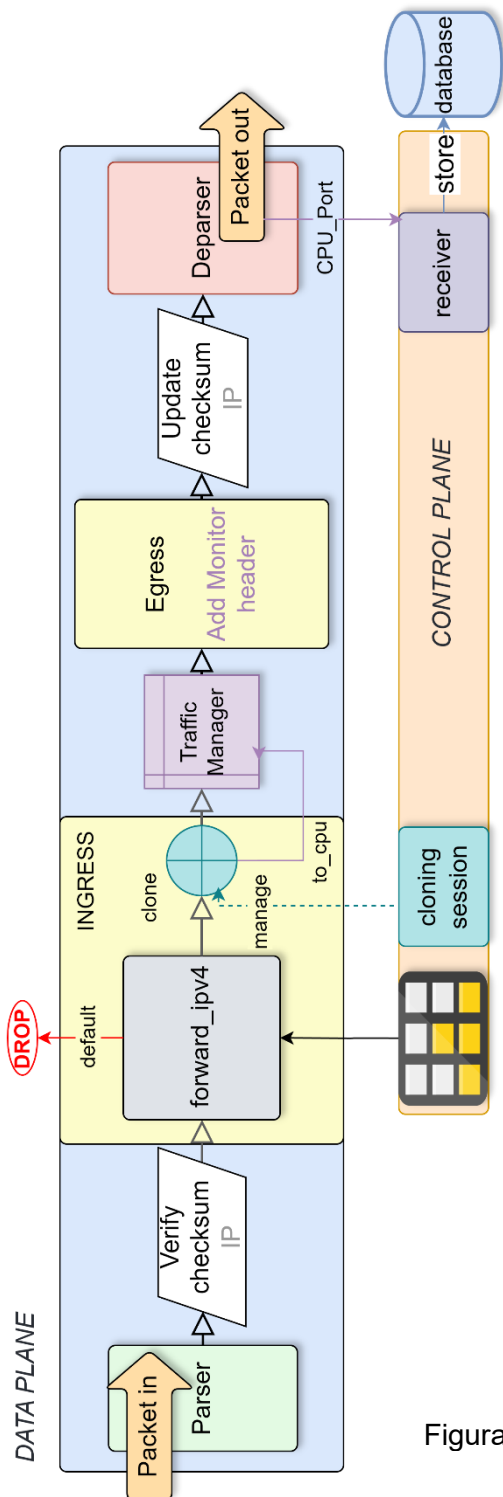 DATA PLANE
Packet in
Parser
Verify
checksum
IP
DROP
default
INGRESS
forward_ipv4
clone
manage
to_cpu
Traffic
Manager
Egress
Add Monitor
header
Update
checksum
IP
Deparser
Packet out
CPU_Port
cloning
session
CONTROL PLANE
receiver
store
database
Figura